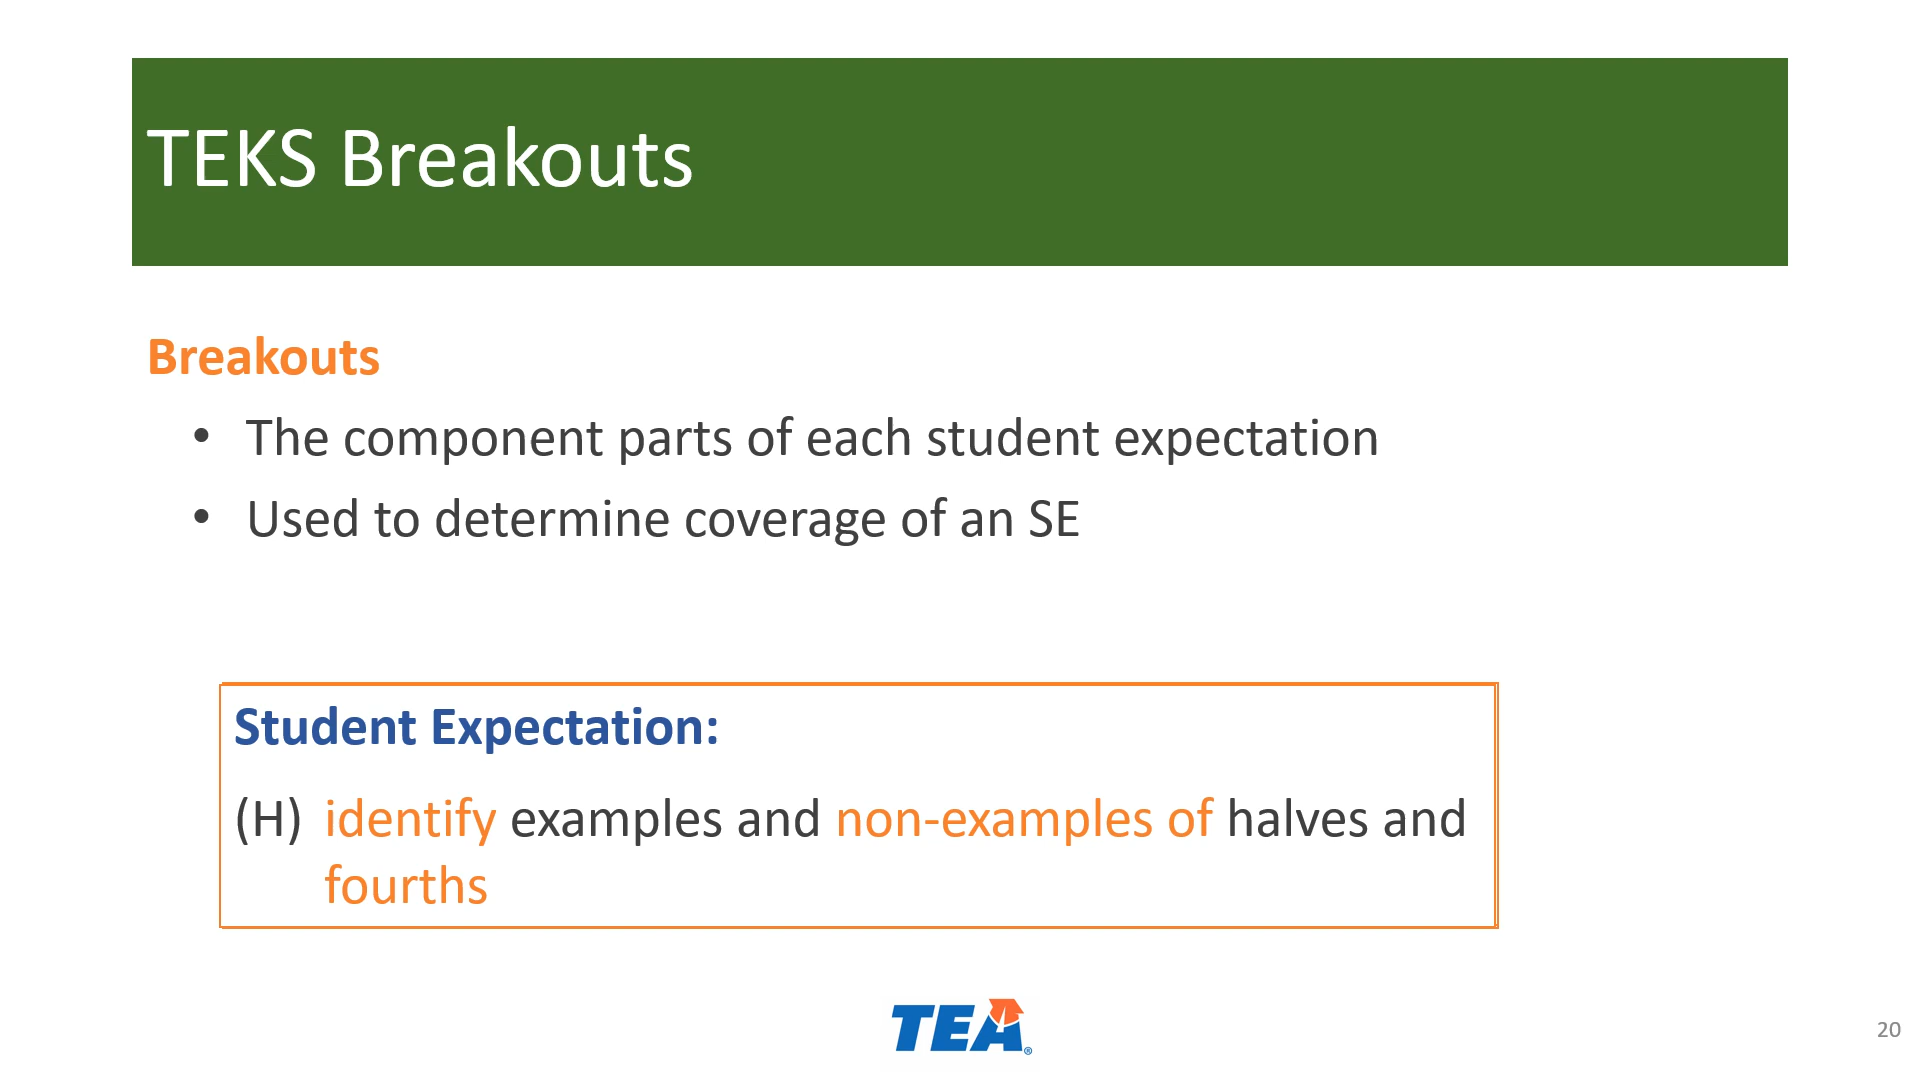 TEKS Breakouts
Breakouts
• The component parts of each student expectation
• Used to determine coverage of an SE
Student Expectation:
(H) identify examples and non-examples of halves and
fourths
TEA®
20